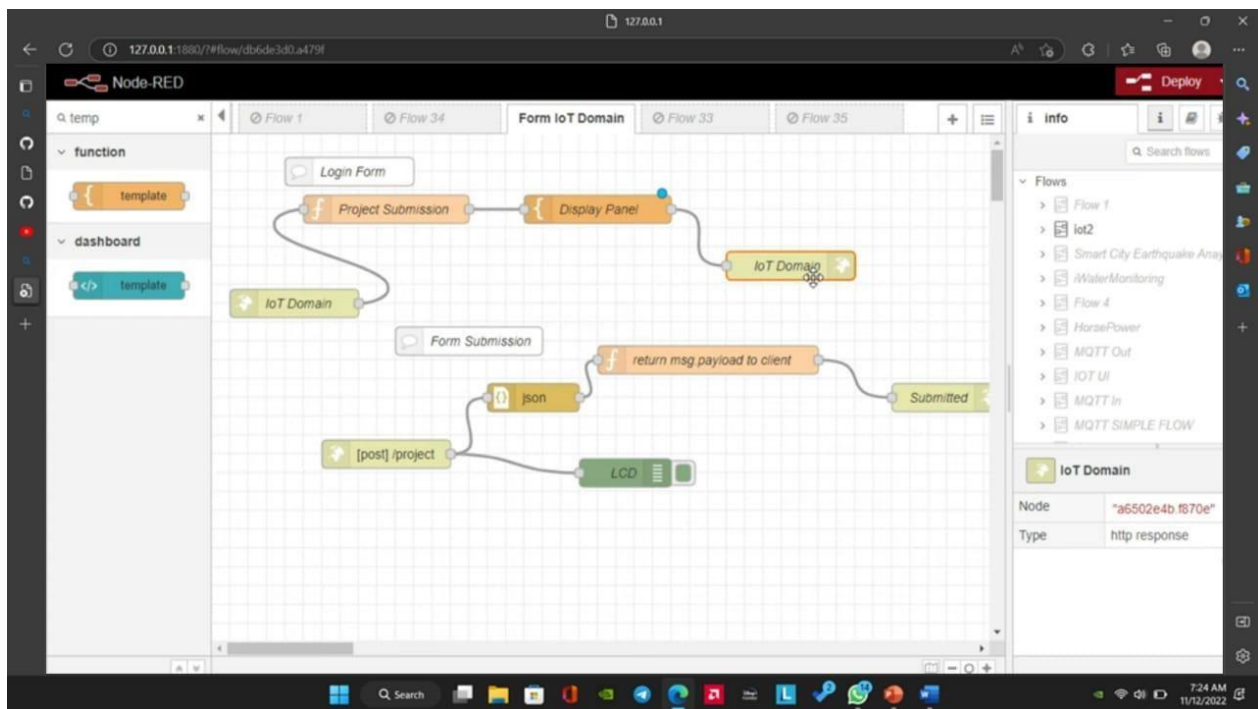 127.0.0.1
127.0.0.1:1880/?#flow/db6de3d0.a479f
Node-RED
Deploy
temp
Flow 1
Flow 34
Form IoT Domain
Flow 33
Flow 35
i info
i
function
template
dashboard
template
Login Form
Project Submission
Display Panel
IoT Domain
IoT Domain
Form Submission
return msg.payload to client
json
Submitted
[post] /project
LCD
Search flows
Flows
Flow 1
iot2
Smart City Earthquake Anay
iWaterMonitoring
Flow 4
HorsePower
MQTT Out
IOT UI
MQTT In
MQTT SIMPLE FLOW
IoT Domain
Node "a6502e4b.f870e"
Type http response
Search
7:24 AM
11/12/2022